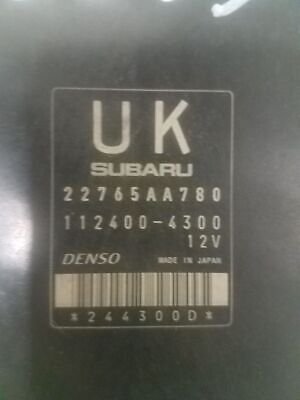 UK
SUBARU
22765AA780
112400-4300
12V
DENSO MADE IN JAPAN
*244300D*